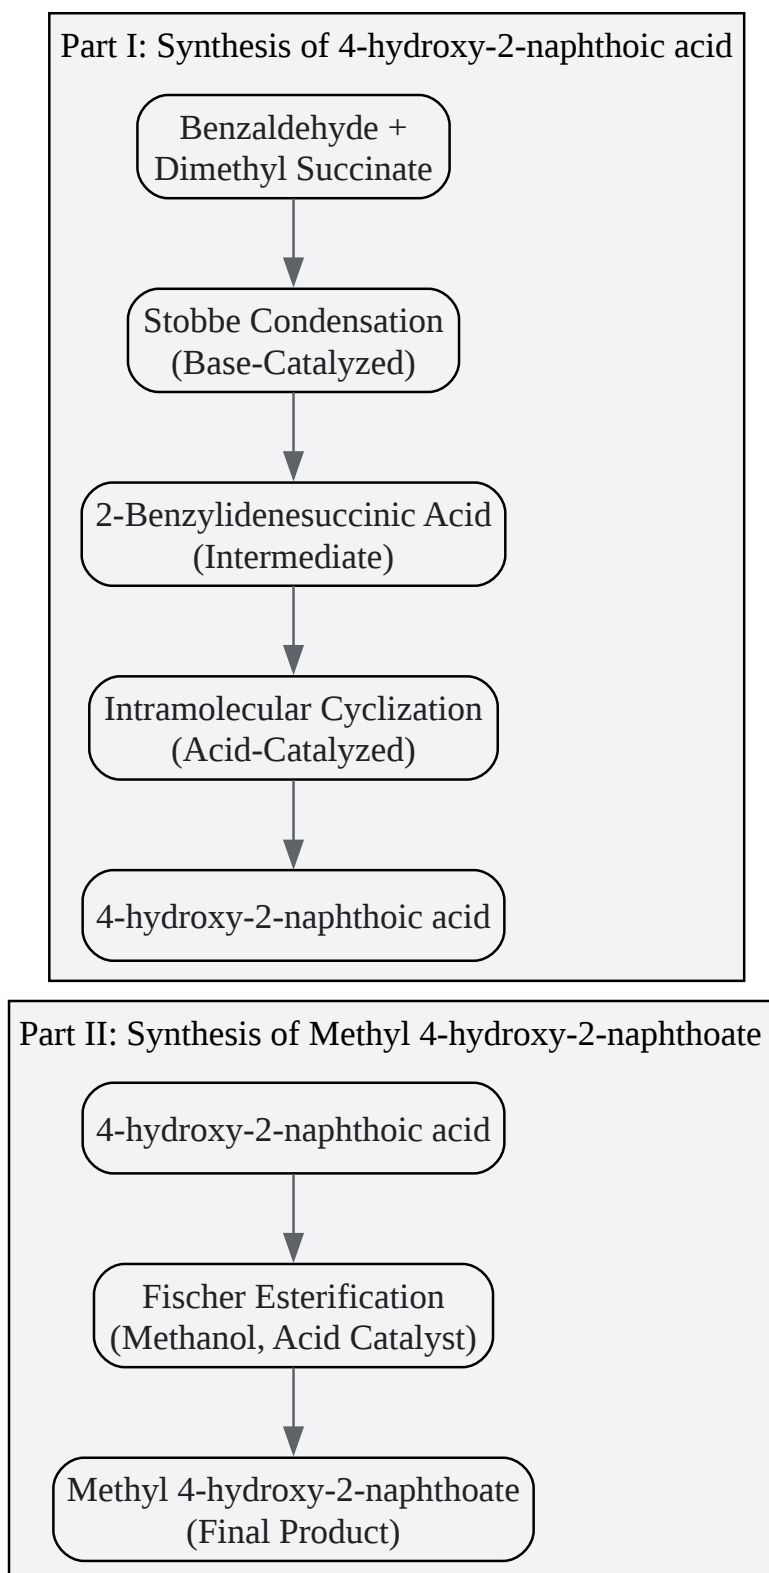 Part I: Synthesis of 4-hydroxy-2-naphthoic acid
Benzaldehyde +
Dimethyl Succinate
Stobbe Condensation
(Base-Catalyzed)
2-Benzylidenesuccinic Acid
(Intermediate)
Intramolecular Cyclization
(Acid-Catalyzed)
4-hydroxy-2-naphthoic acid
Part II: Synthesis of Methyl 4-hydroxy-2-naphthoate
4-hydroxy-2-naphthoic acid
Fischer Esterification
(Methanol, Acid Catalyst)
Methyl 4-hydroxy-2-naphthoate
(Final Product)